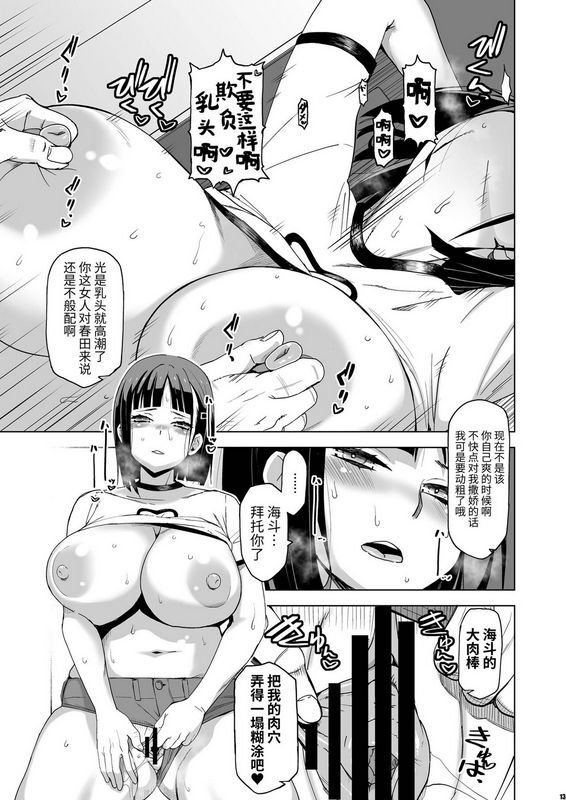 啊♡
啊啊♡
不要这样啊
欺负♡
乳头啊♡
光是乳头就高潮了
你这女人对春田来说
还是不般配啊
现在不是该
你自己爽的时候啊
不快点对我撒娇的话
我可是要动粗了哦
海斗…
拜托你了
海斗的
大肉棒
把我的肉穴
弄得一塌糊涂吧♥
13